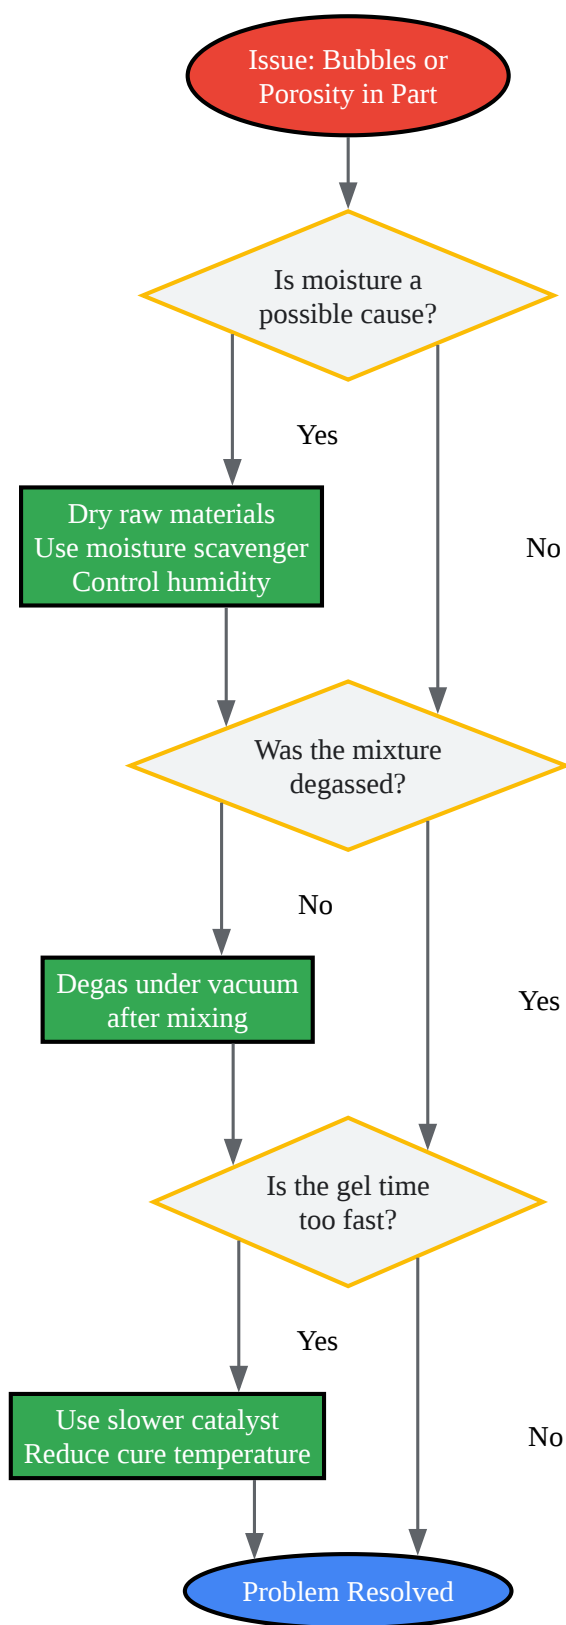 Issue: Bubbles or
Porosity in Part
Is moisture a
possible cause?
Yes
Dry raw materials
Use moisture scavenger
Control humidity
No
Was the mixture
degassed?
No
Degas under vacuum
after mixing
Yes
Is the gel time
too fast?
Yes
Use slower catalyst
Reduce cure temperature
No
Problem Resolved